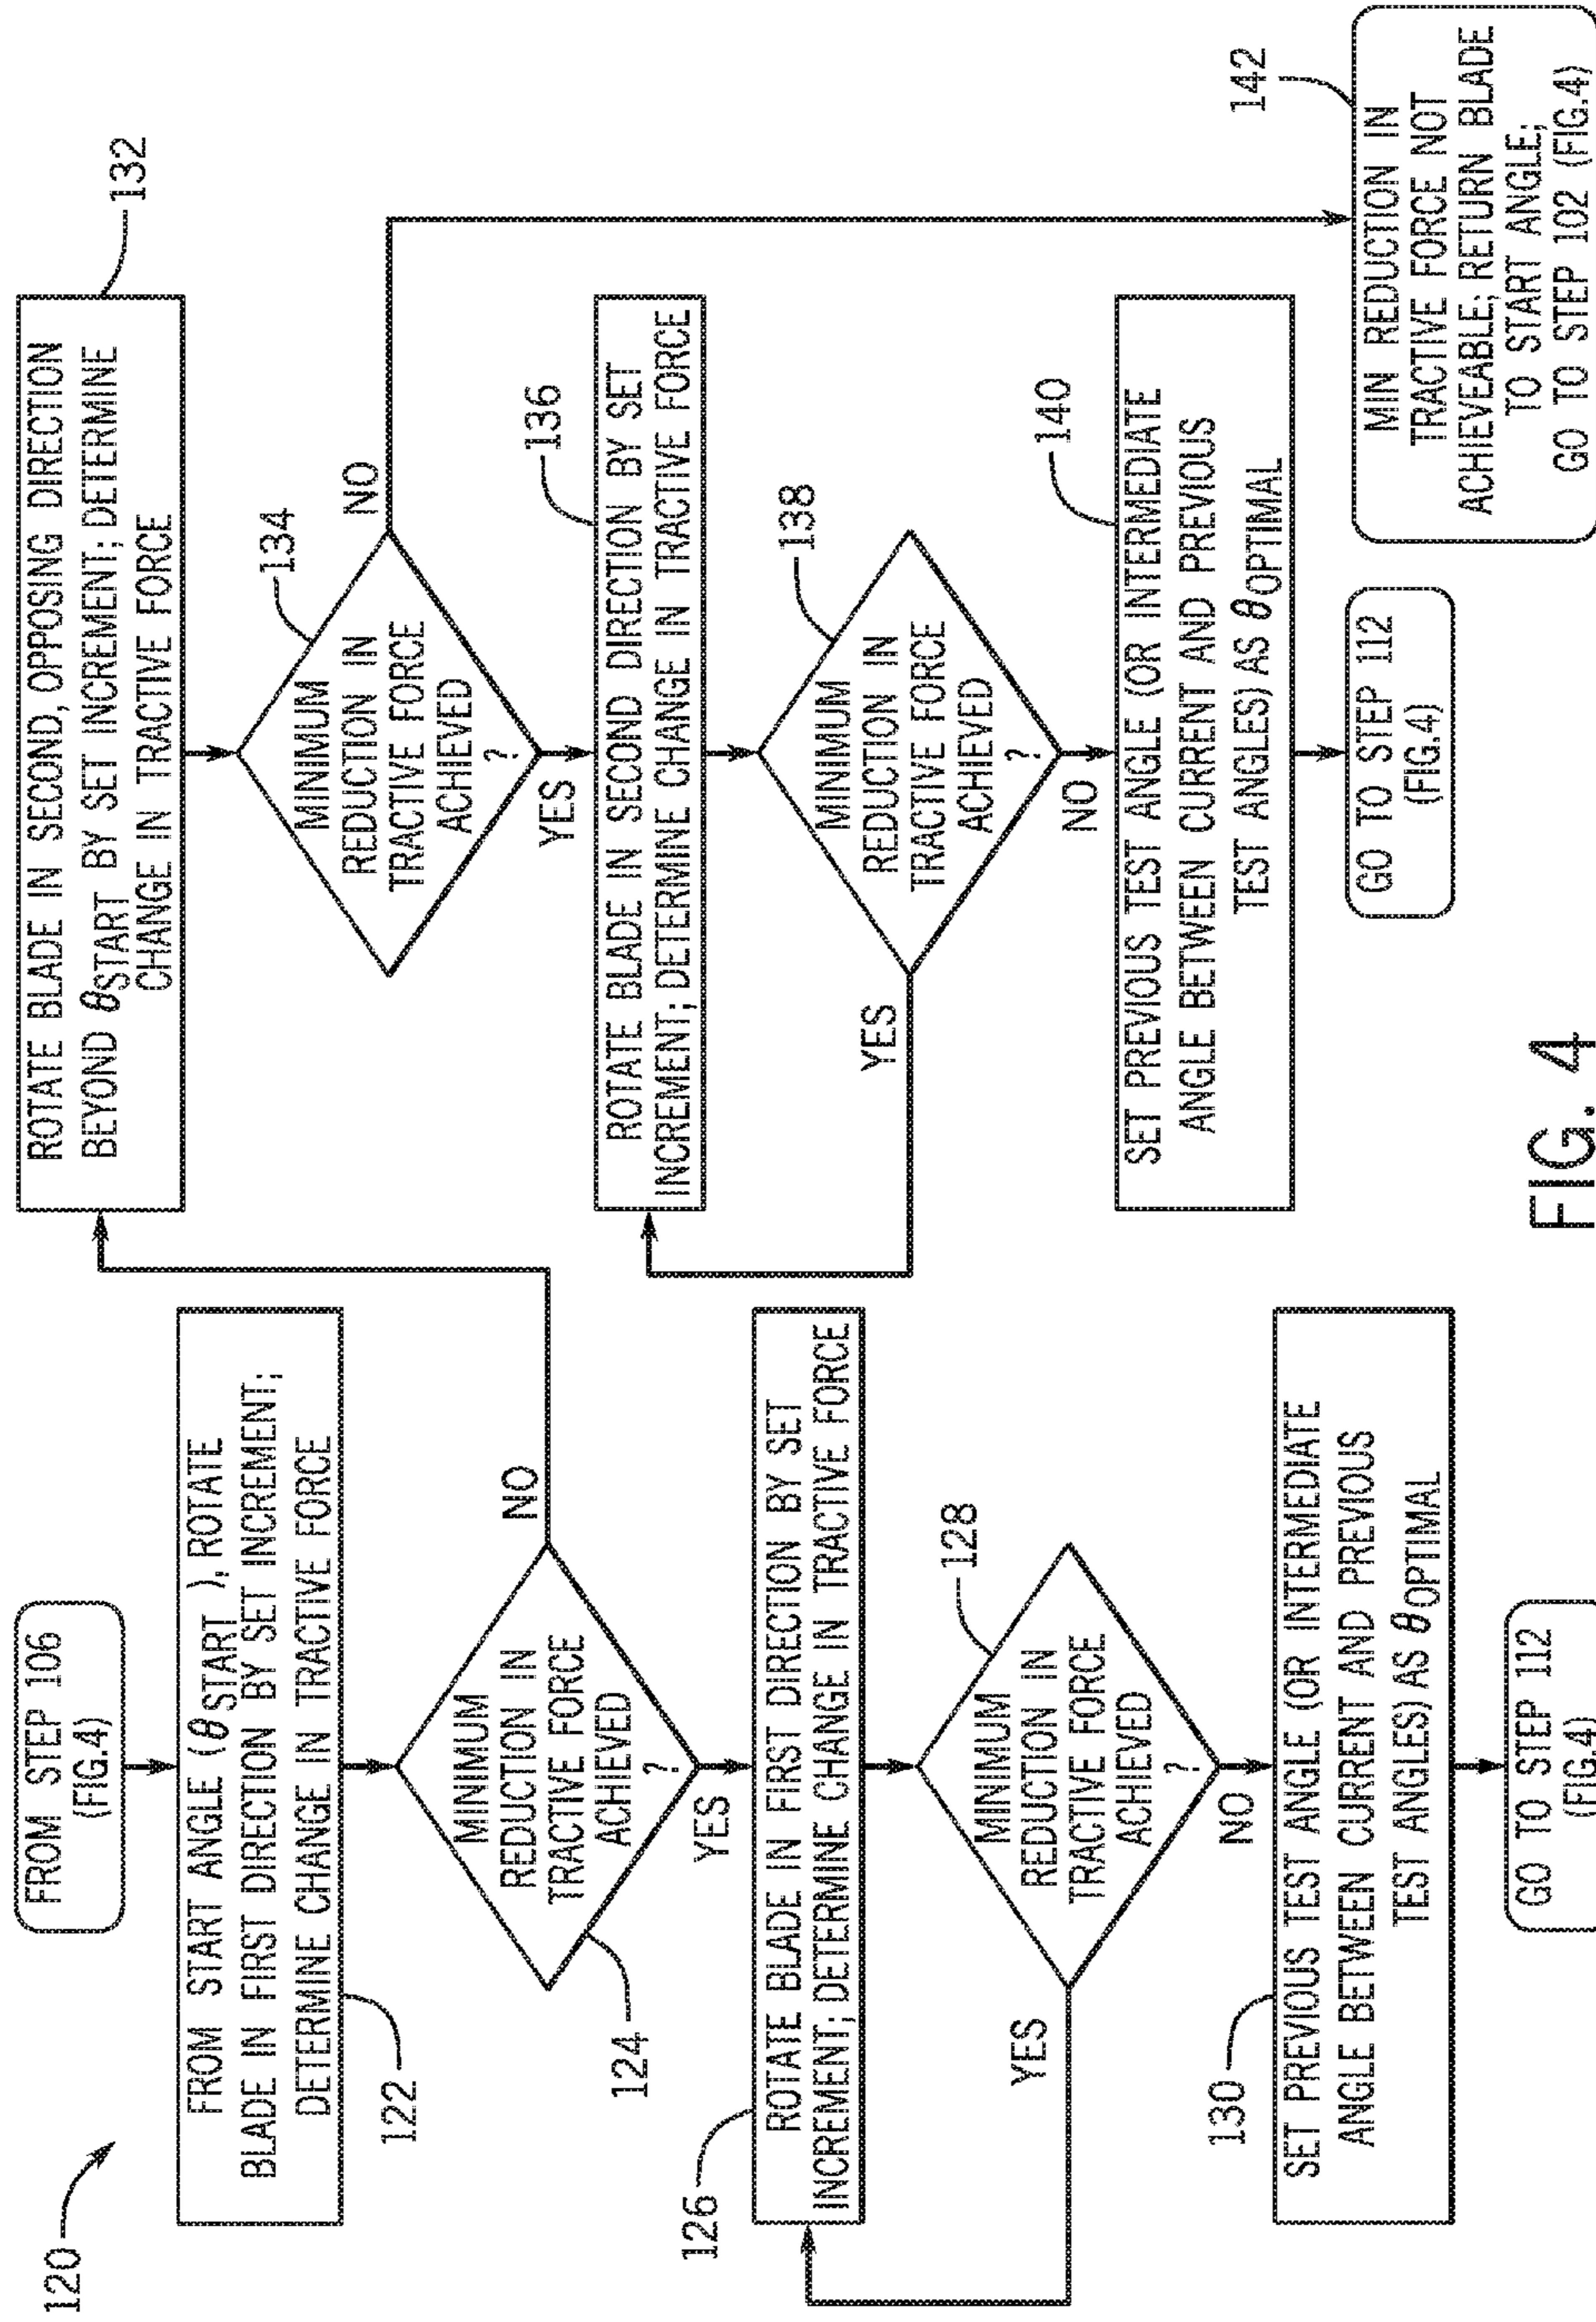 120
FROM STEP 106
(FIG.4)
FROM START ANGLE (θSTART), ROTATE
BLADE IN FIRST DIRECTION BY SET INCREMENT;
DETERMINE CHANGE IN TRACTIVE FORCE
122
MINIMUM
REDUCTION IN
TRACTIVE FORCE
ACHIEVED
?
124
NO
YES
126
ROTATE BLADE IN FIRST DIRECTION BY SET
INCREMENT; DETERMINE CHANGE IN TRACTIVE FORCE
MINIMUM
REDUCTION IN
TRACTIVE FORCE
ACHIEVED
?
128
YES
NO
130
SET PREVIOUS TEST ANGLE (OR INTERMEDIATE
ANGLE BETWEEN CURRENT AND PREVIOUS
TEST ANGLES) AS θOPTIMAL
GO TO STEP 112
(FIG.4)
ROTATE BLADE IN SECOND, OPPOSING DIRECTION
BEYOND θSTART BY SET INCREMENT; DETERMINE
CHANGE IN TRACTIVE FORCE
132
MINIMUM
REDUCTION IN
TRACTIVE FORCE
ACHIEVED
?
134
NO
YES
136
ROTATE BLADE IN SECOND DIRECTION BY SET
INCREMENT; DETERMINE CHANGE IN TRACTIVE FORCE
MINIMUM
REDUCTION IN
TRACTIVE FORCE
ACHIEVED
?
138
YES
NO
140
SET PREVIOUS TEST ANGLE (OR INTERMEDIATE
ANGLE BETWEEN CURRENT AND PREVIOUS
TEST ANGLES) AS θOPTIMAL
GO TO STEP 112
(FIG.4)
142
MIN REDUCTION IN
TRACTIVE FORCE NOT
ACHIEVEABLE; RETURN BLADE
TO START ANGLE;
GO TO STEP 102 (FIG.4)
FIG. 4